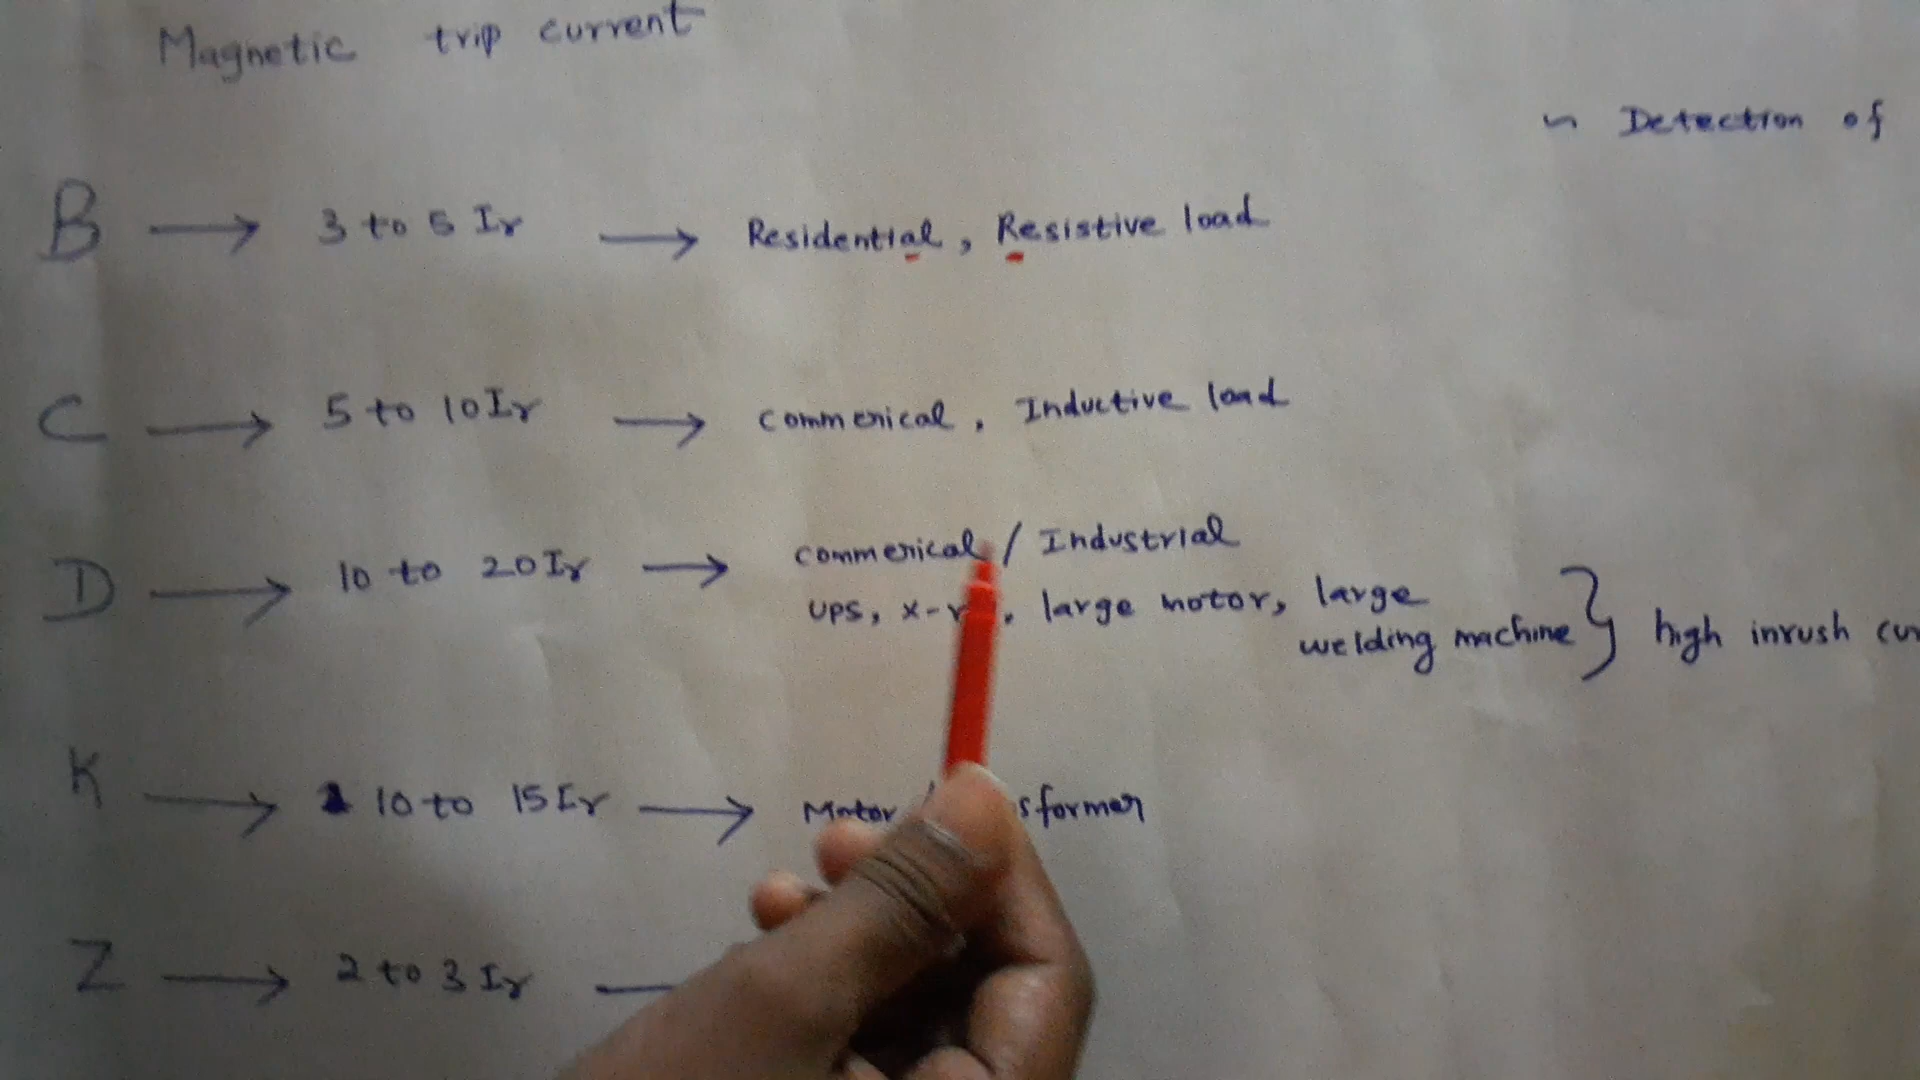 Magnetic trip current
~ Detection of
B → 3 to 5 Ir → Residential, Resistive load
C → 5 to 10 Ir → commerical, Inductive load
D → 10 to 20 Ir → commerical / Industrial
UPS, large motor, large
welding machine } high inrush
K → 10 to 15 Ir → Motor
Z → 2 to 3 Ir